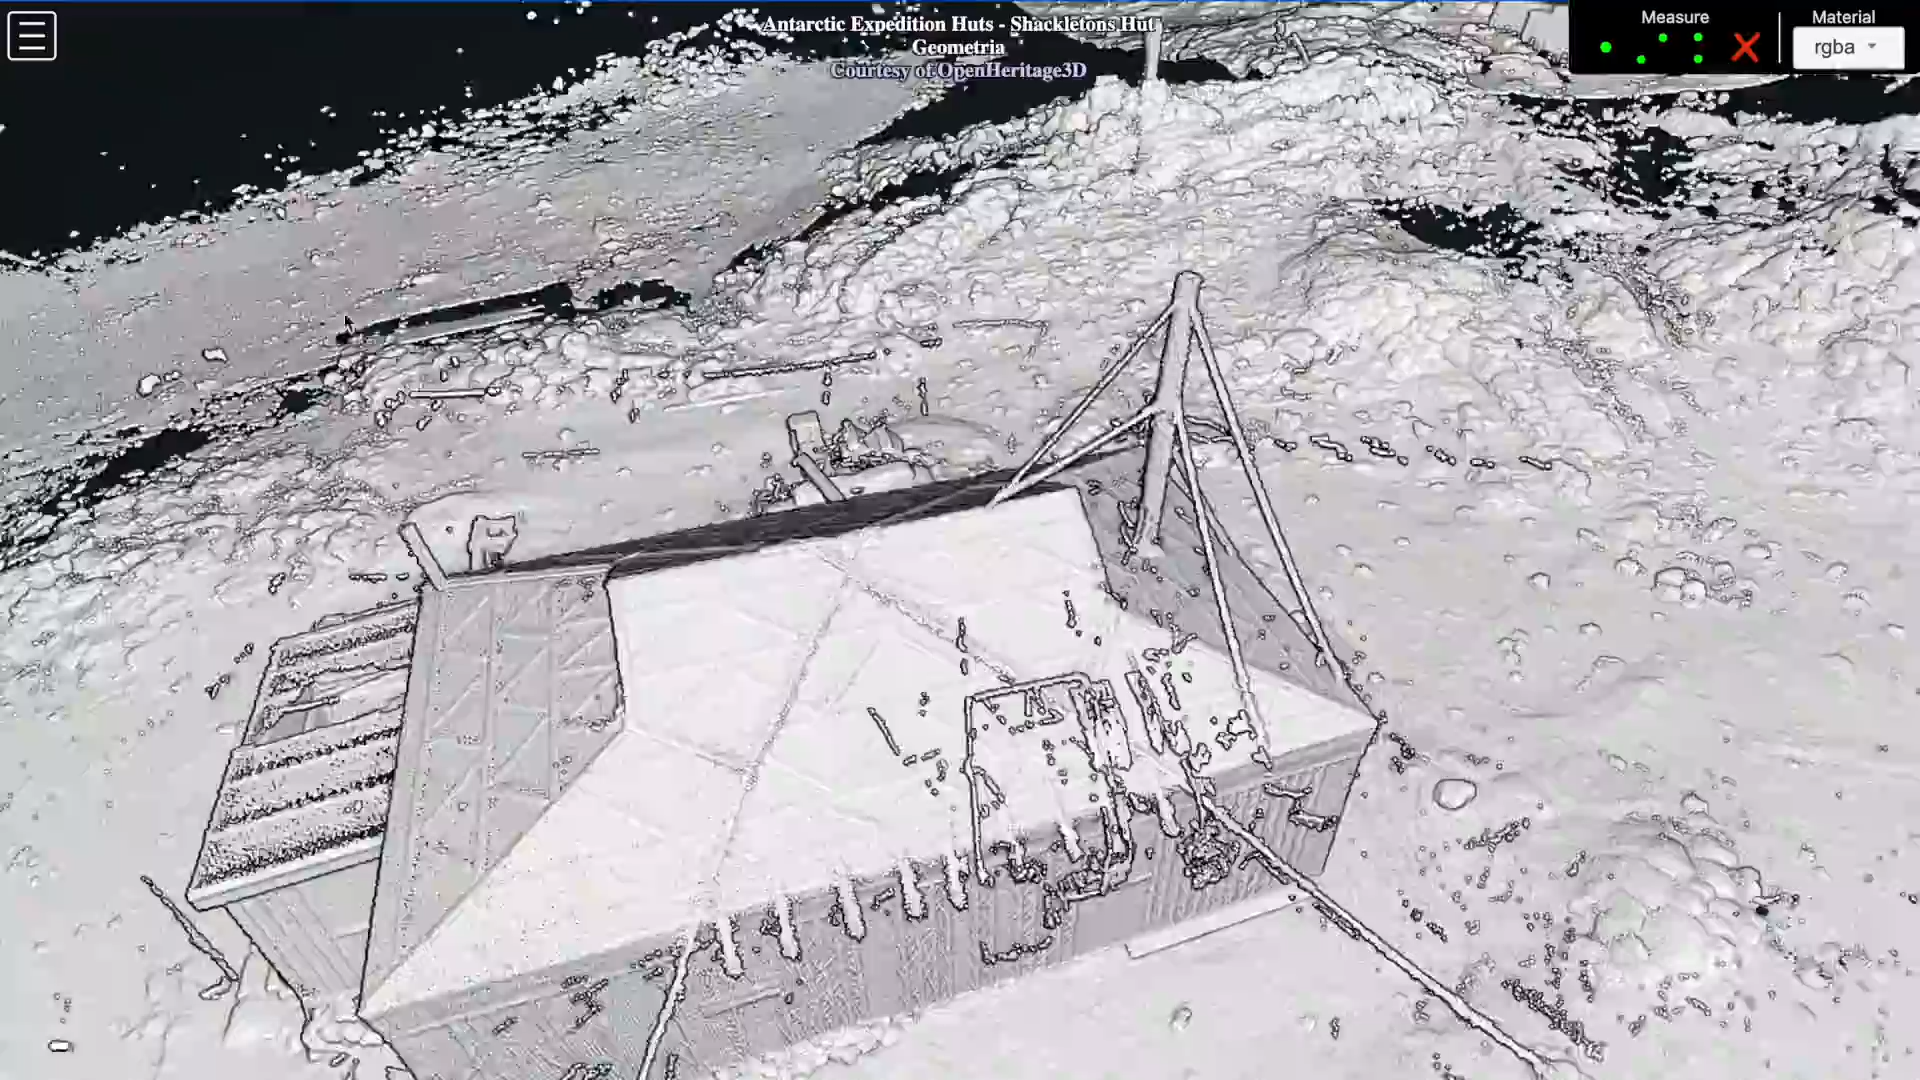 Antarctic Expedition Huts - Shackletons Hut
Geometria
Courtesy of OpenHeritage3D
Measure
Material
rgba